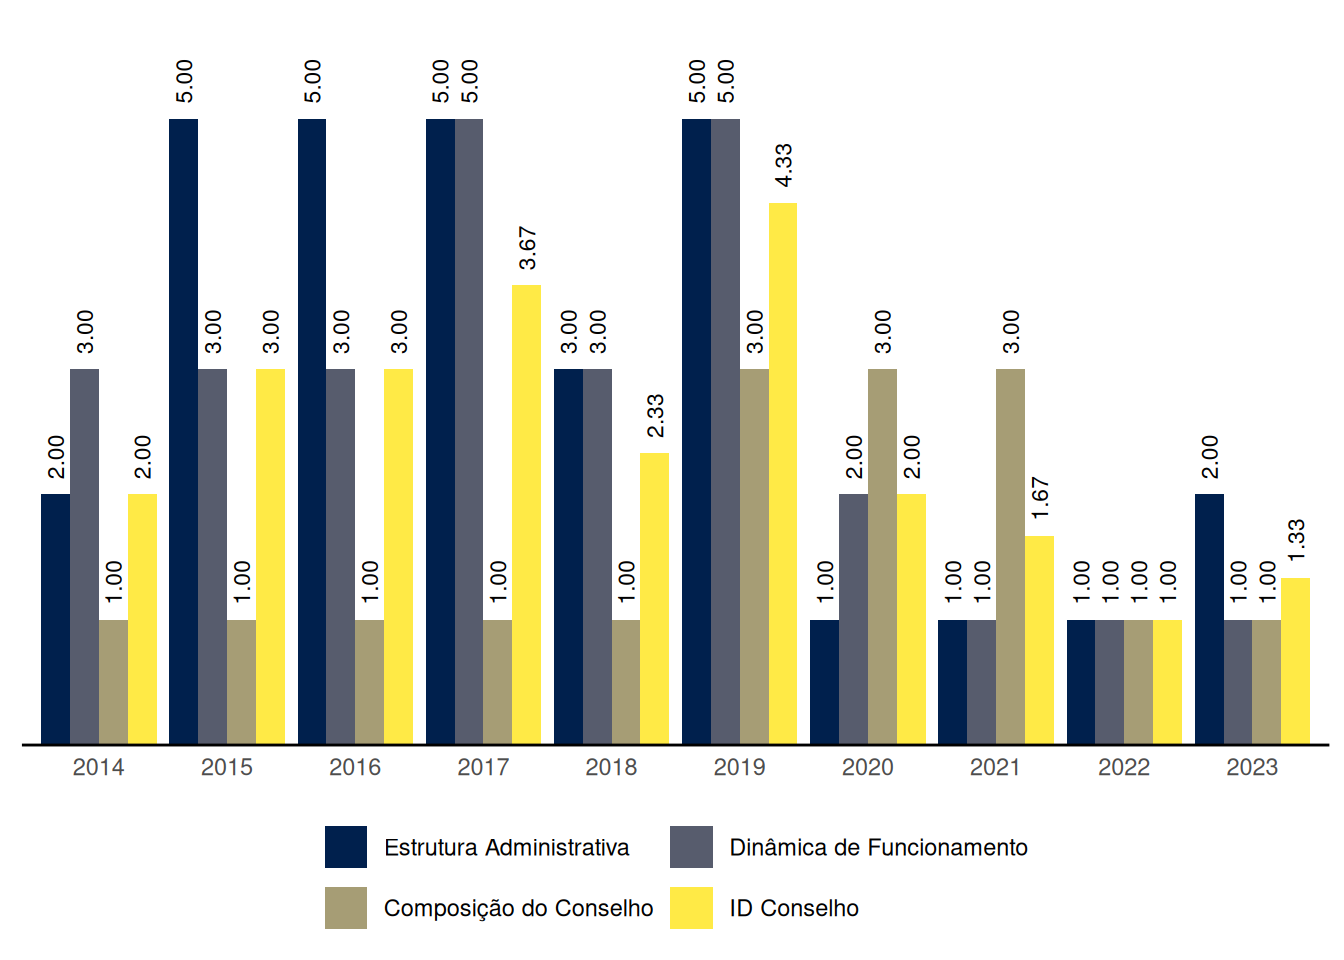 2.00 3.00 1.00 2.00
5.00 3.00 1.00 3.00
5.00 3.00 1.00 3.00
5.00 5.00 1.00 3.67
3.00 3.00 1.00 2.33
5.00 5.00 3.00 4.33
1.00 2.00 3.00 2.00
1.00 1.00 3.00 1.67
1.00 1.00 1.00 1.00
2.00 1.00 1.00 1.33
2014 2015 2016 2017 2018 2019 2020 2021 2022 2023
Estrutura Administrativa Dinâmica de Funcionamento
Composição do Conselho ID Conselho